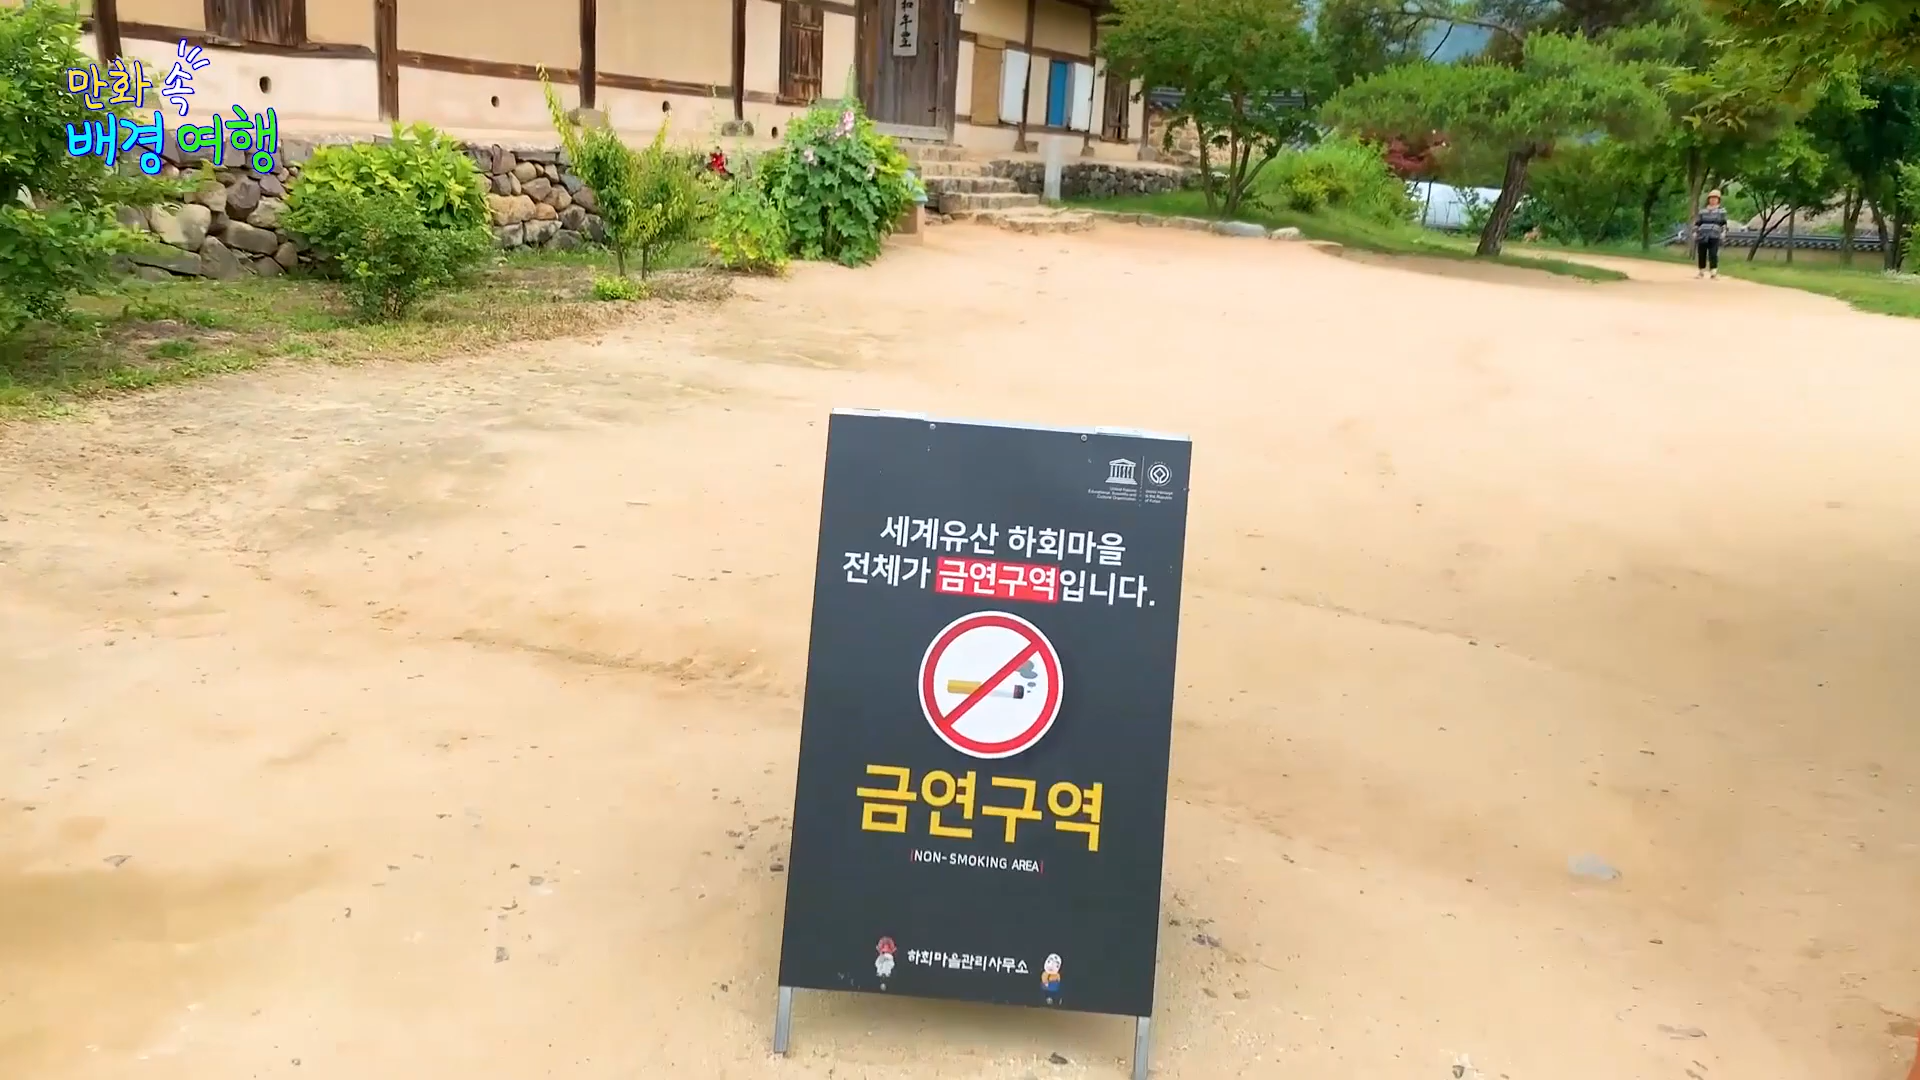 만화 속
배경 여행
세계유산 하회마을
전체가 금연구역입니다.
금연구역
NON-SMOKING AREA
하회마을관리사무소